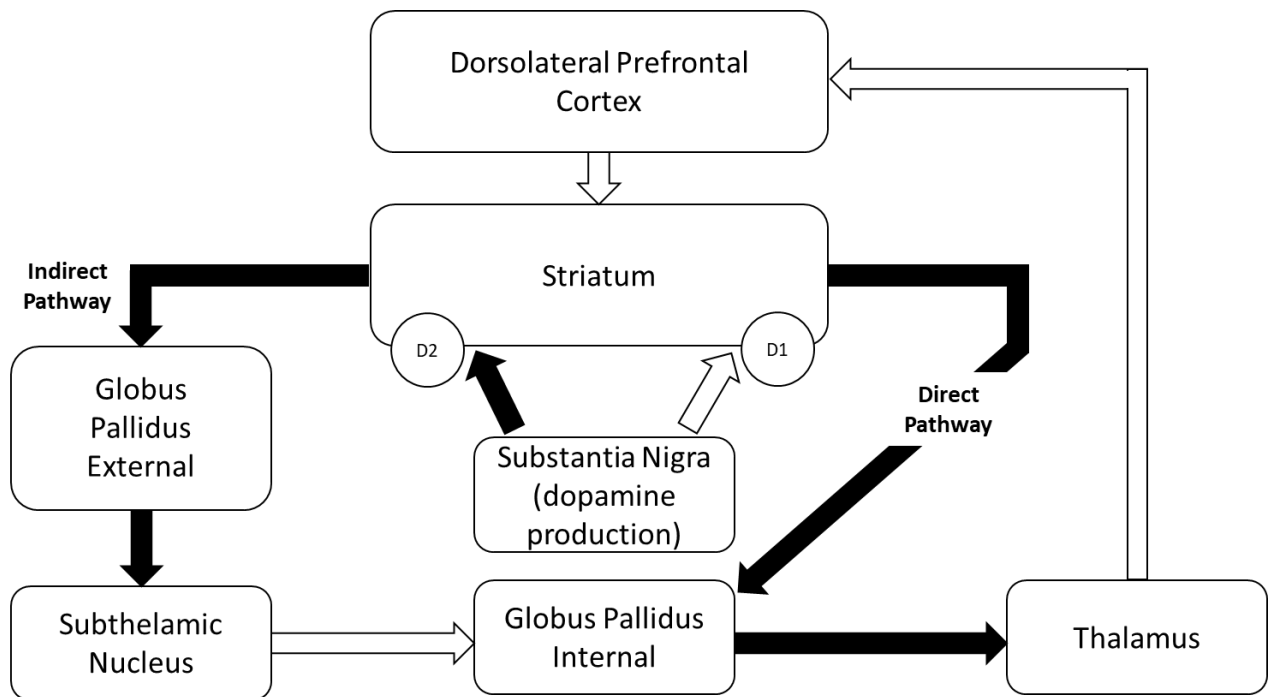 Dorsolateral Prefrontal
Cortex
Striatum
Indirect
Pathway
D2
D1
Globus
Pallidus
External
Direct
Pathway
Substantia Nigra
(dopamine
production)
Subthelamic
Nucleus
Globus Pallidus
Internal
Thalamus